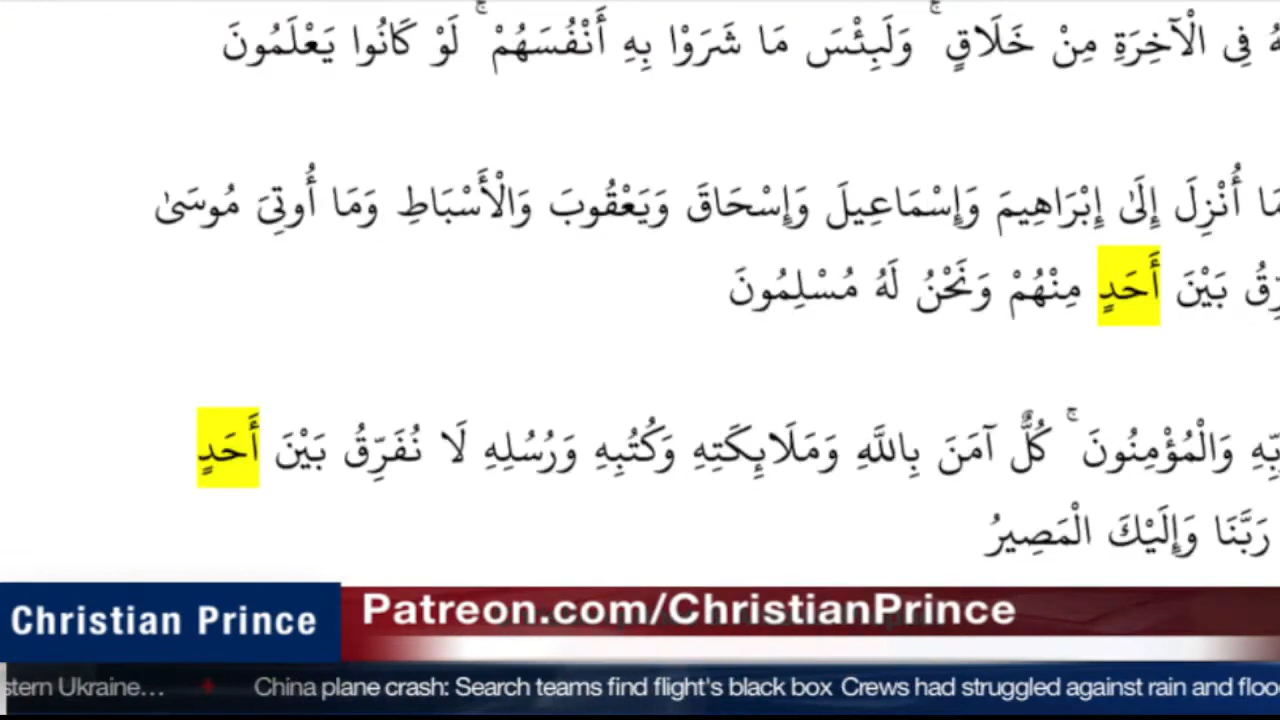 فِي الْآخِرَةِ مِنْ خَلَاقٍ ۚ وَلَبِئْسَ مَا شَرَوْا بِهِ أَنْفُسَهُمْ ۚ لَوْ كَانُوا يَعْلَمُونَ
أُنْزِلَ إِلَىٰ إِبْرَاهِيمَ وَإِسْمَاعِيلَ وَإِسْحَاقَ وَيَعْقُوبَ وَالْأَسْبَاطِ وَمَا أُوتِيَ مُوسَىٰ
بَيْنَ أَحَدٍ مِنْهُمْ وَنَحْنُ لَهُ مُسْلِمُونَ
وَالْمُؤْمِنُونَ ۚ كُلٌّ آمَنَ بِاللَّهِ وَمَلَائِكَتِهِ وَكُتُبِهِ وَرُسُلِهِ لَا نُفَرِّقُ بَيْنَ أَحَدٍ
رَبَّنَا وَإِلَيْكَ الْمَصِيرُ
Christian Prince
Patreon.com/ChristianPrince
stern Ukraine... China plane crash: Search teams find flight's black box Crews had struggled against rain and floo